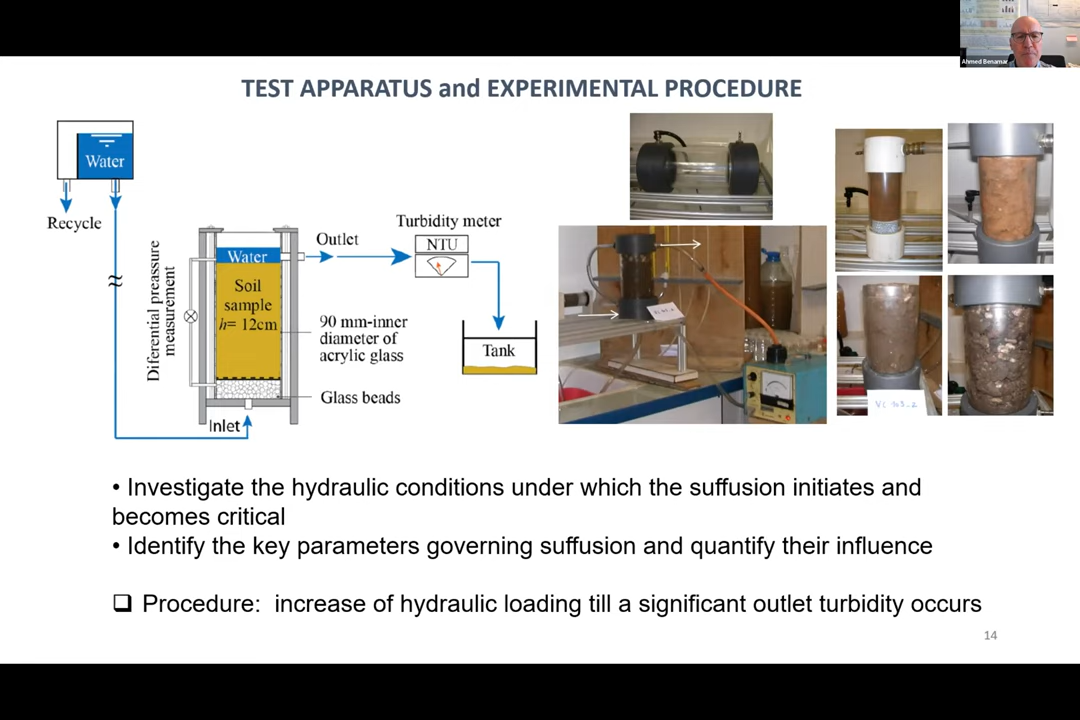 Ahmed Benamar
TEST APPARATUS and EXPERIMENTAL PROCEDURE
Water
Recycle
Diferential preassure
measurement
Water
Soil
sample
h= 12cm
Outlet
Turbidity meter
NTU
90 mm-inner
diameter of
acrylic glass
Tank
Glass beads
Inlet
• Investigate the hydraulic conditions under which the suffusion initiates and
becomes critical
• Identify the key parameters governing suffusion and quantify their influence
❑ Procedure: increase of hydraulic loading till a significant outlet turbidity occurs
14